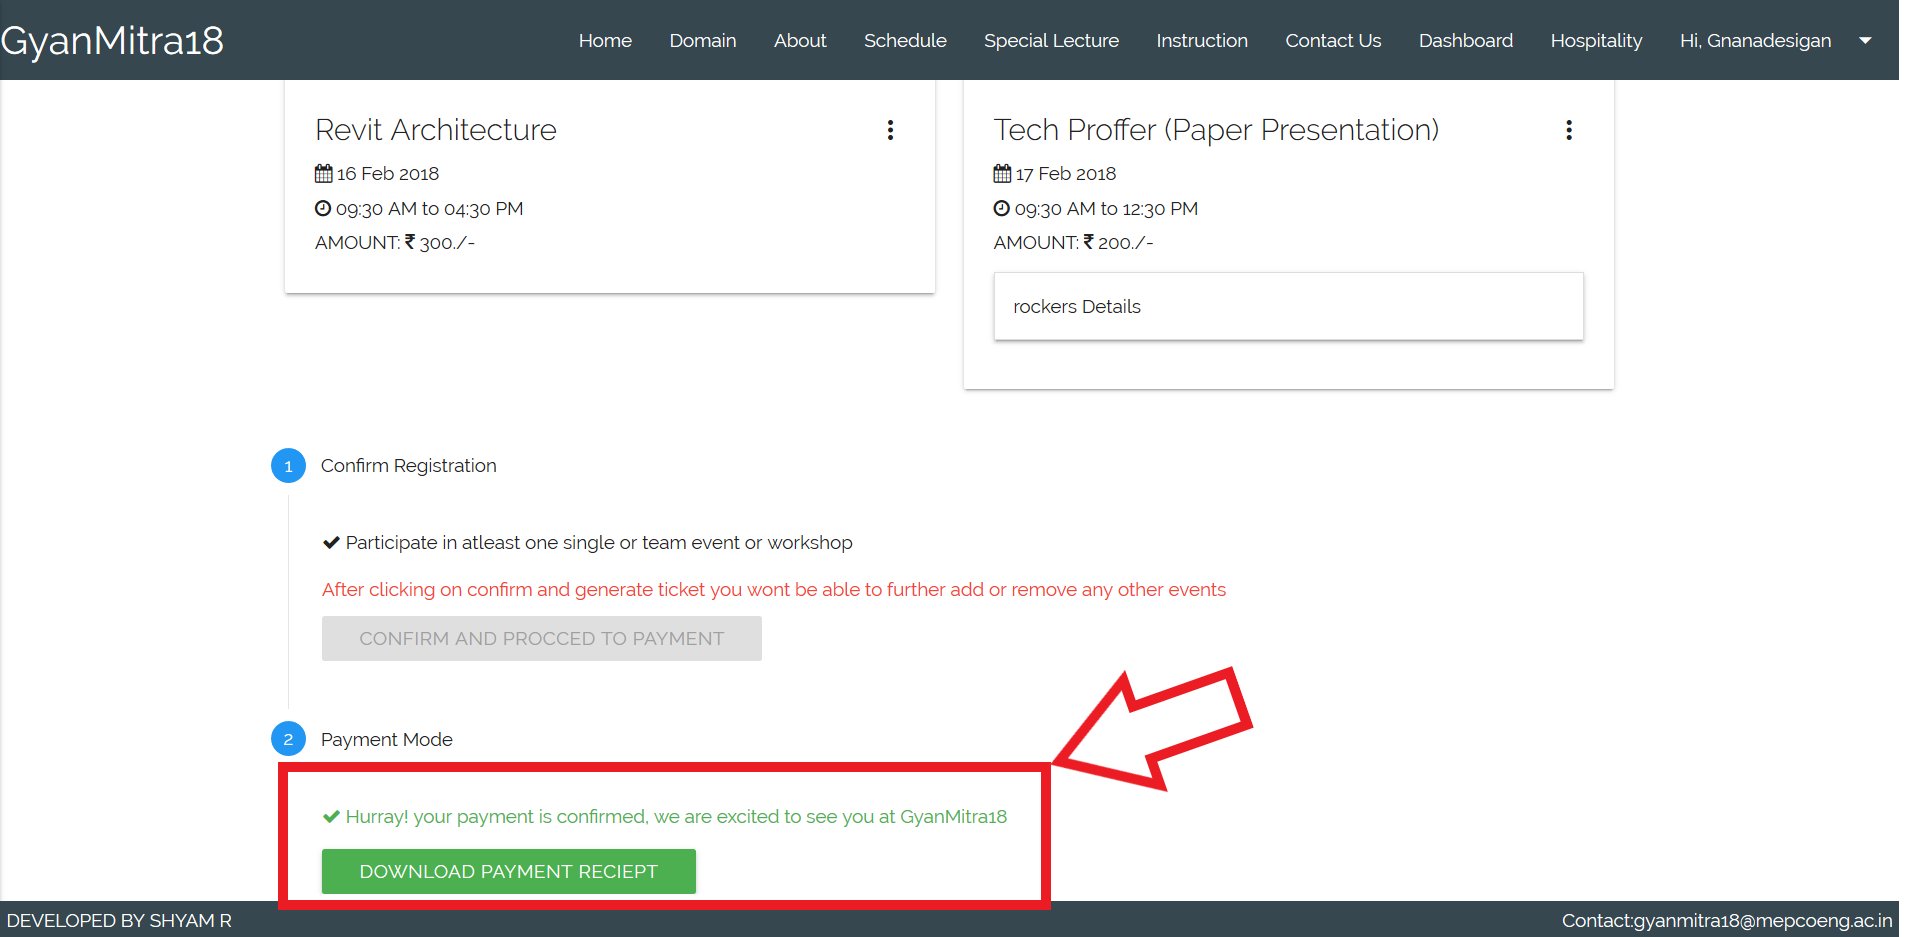 GyanMitra18
Home Domain About Schedule Special Lecture Instruction Contact Us Dashboard Hospitality Hi, Gnanadesigan
Revit Architecture
16 Feb 2018
09:30 AM to 04:30 PM
AMOUNT: ₹ 300./-
Tech Proffer (Paper Presentation)
17 Feb 2018
09:30 AM to 12:30 PM
AMOUNT: ₹ 200./-
rockers Details
1 Confirm Registration
Participate in atleast one single or team event or workshop
After clicking on confirm and generate ticket you wont be able to further add or remove any other events
CONFIRM AND PROCCED TO PAYMENT
2 Payment Mode
Hurray! your payment is confirmed, we are excited to see you at GyanMitra18
DOWNLOAD PAYMENT RECIEPT
DEVELOPED BY SHYAM R
Contact:gyanmitra18@mepcoeng.ac.in